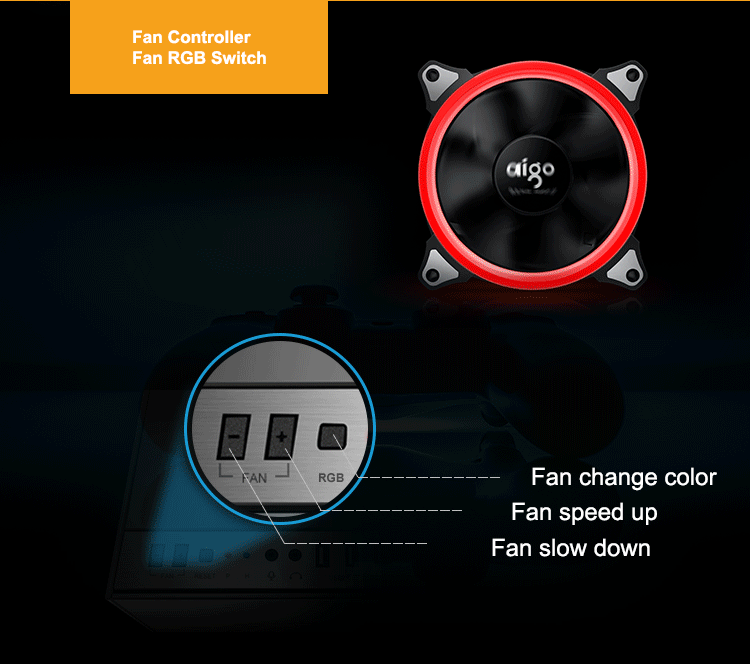 Fan Controller
Fan RGB Switch
aigo
- +
FAN
RGB
Fan change color
Fan speed up
Fan slow down